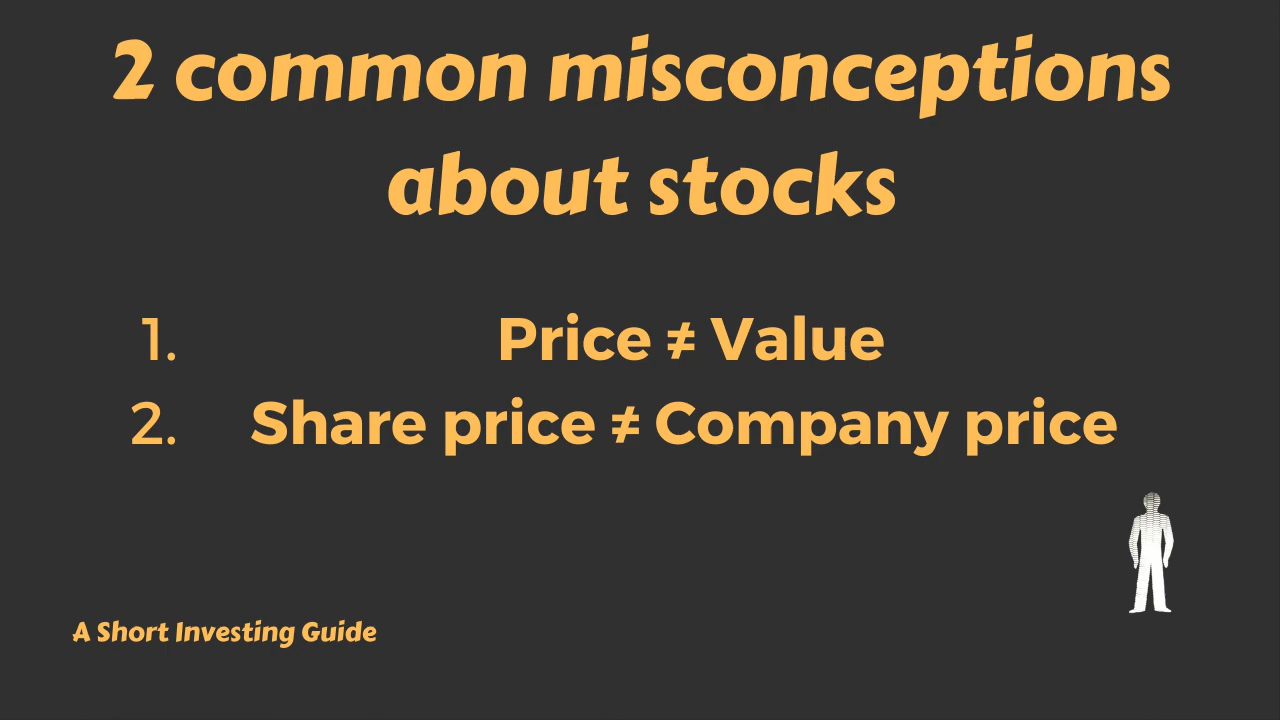 2 common misconceptions
about stocks
1. Price ≠ Value
2. Share price ≠ Company price
A Short Investing Guide